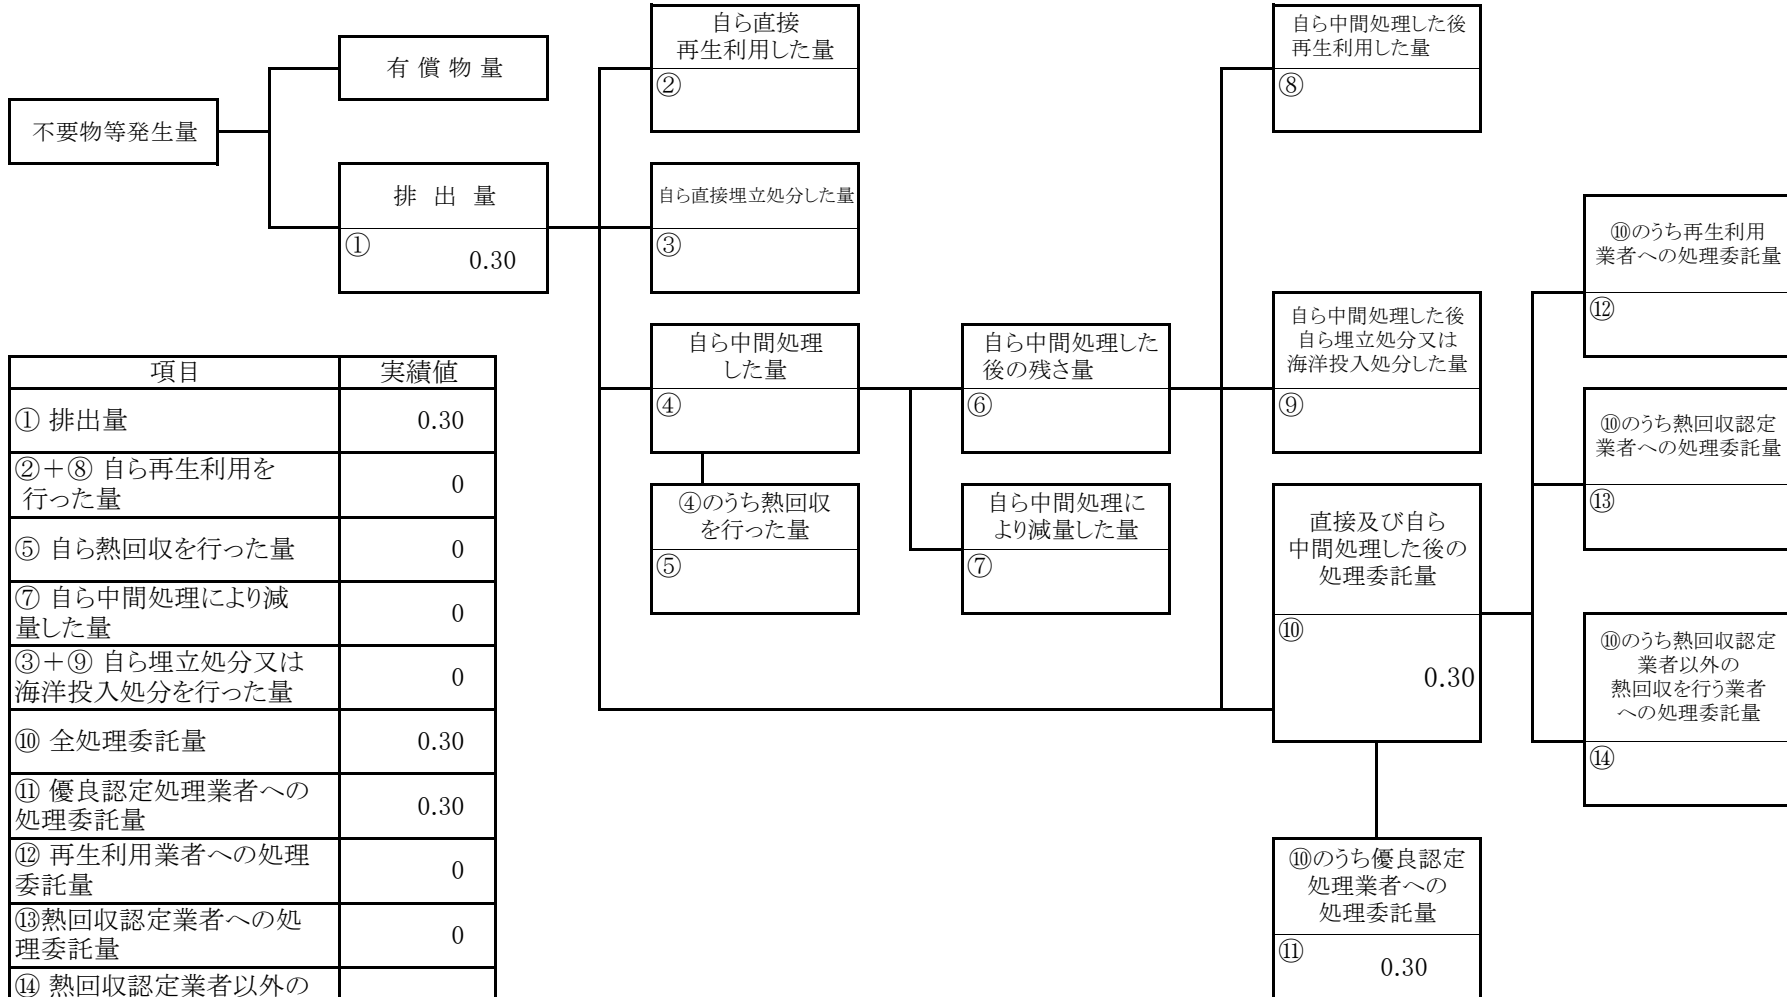 不要物等発生量
有 償 物 量
排 出 量
①
0.30
自ら直接
再生利用した量
②
自ら直接埋立処分した量
③
自ら中間処理
した量
④
④のうち熱回収
を行った量
⑤
自ら中間処理した
後の残さ量
⑥
自ら中間処理に
より減量した量
⑦
自ら中間処理した後
再生利用した量
⑧
自ら中間処理した後
自ら埋立処分又は
海洋投入処分した量
⑨
直接及び自ら
中間処理した後の
処理委託量
⑩
0.30
⑩のうち優良認定
処理業者への
処理委託量
⑪
0.30
⑩のうち再生利用
業者への処理委託量
⑫
⑩のうち熱回収認定
業者への処理委託量
⑬
⑩のうち熱回収認定
業者以外の
熱回収を行う業者
への処理委託量
⑭
項目 実績値
① 排出量 0.30
②＋⑧ 自ら再生利用を
行った量 0
⑤ 自ら熱回収を行った量 0
⑦ 自ら中間処理により減
量した量 0
③＋⑨ 自ら埋立処分又は
海洋投入処分を行った量 0
⑩ 全処理委託量 0.30
⑪ 優良認定処理業者への
処理委託量 0.30
⑫ 再生利用業者への処理
委託量 0
⑬熱回収認定業者への処
理委託量 0
⑭ 熱回収認定業者以外の